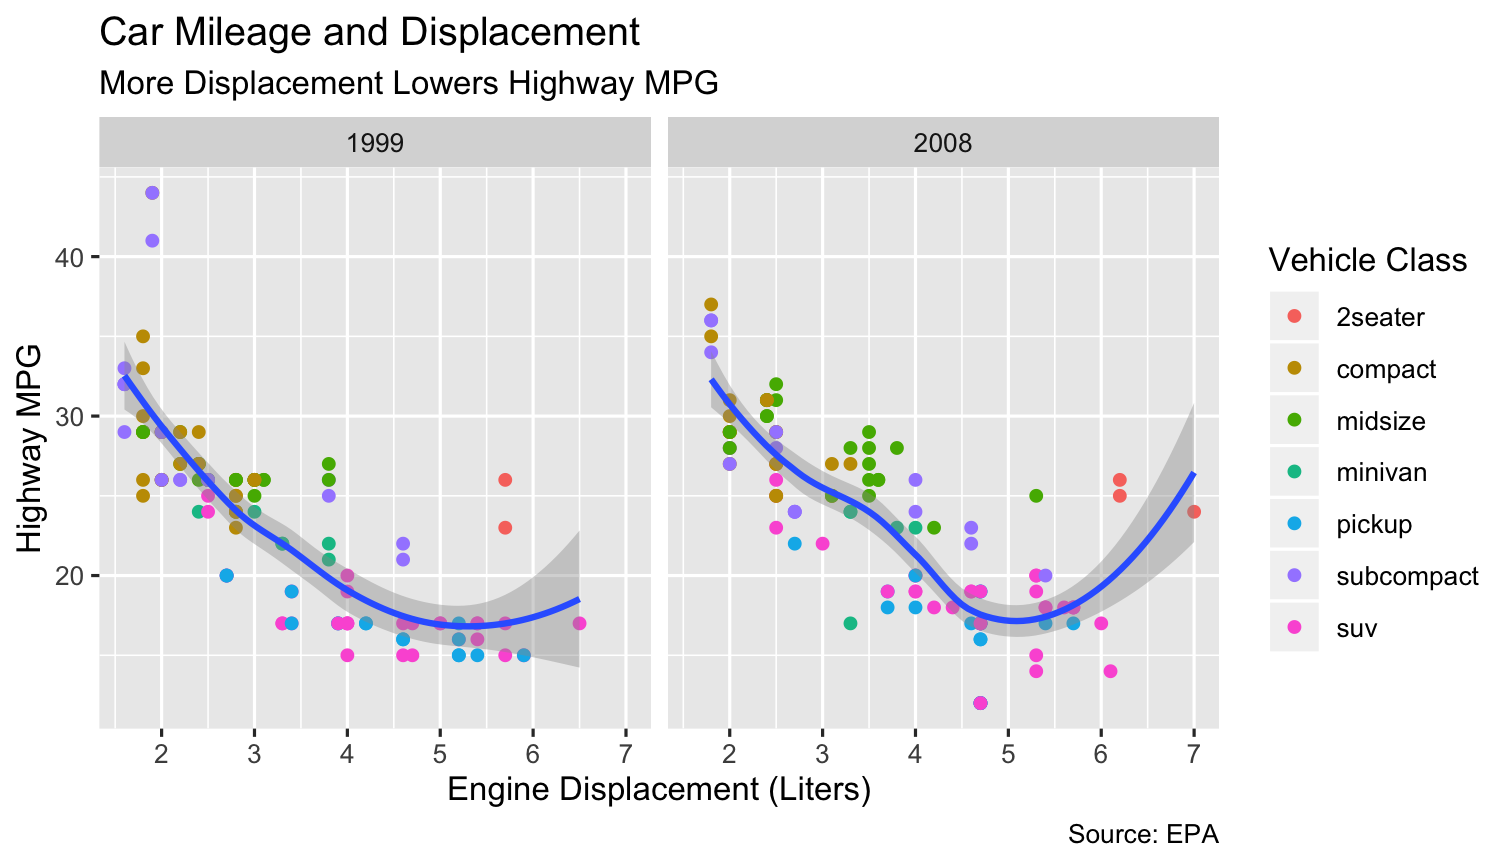 Car Mileage and Displacement
More Displacement Lowers Highway MPG
1999
2008
Highway MPG
40
30
20
2 3 4 5 6 7
2 3 4 5 6 7
Engine Displacement (Liters)
Vehicle Class
2seater
compact
midsize
minivan
pickup
subcompact
suv
Source: EPA